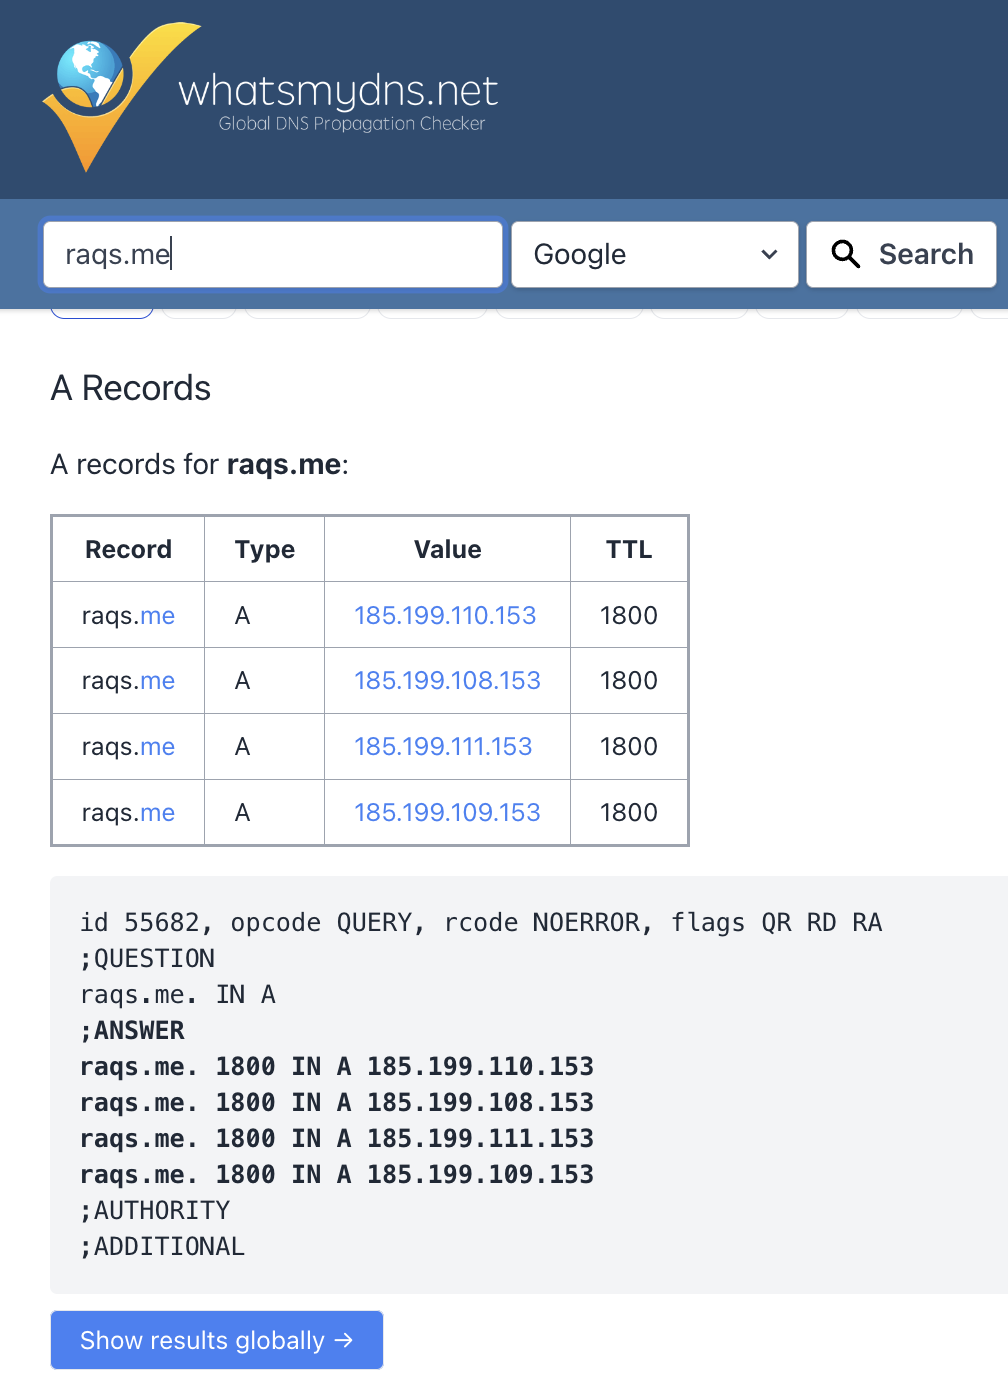 whatsmydns.net
Global DNS Propagation Checker
raqs.me
Google
Search
A Records
A records for raqs.me:
Record Type Value TTL
raqs.me A 185.199.110.153 1800
raqs.me A 185.199.108.153 1800
raqs.me A 185.199.111.153 1800
raqs.me A 185.199.109.153 1800
id 55682, opcode QUERY, rcode NOERROR, flags QR RD RA
;QUESTION
raqs.me. IN A
;ANSWER
raqs.me. 1800 IN A 185.199.110.153
raqs.me. 1800 IN A 185.199.108.153
raqs.me. 1800 IN A 185.199.111.153
raqs.me. 1800 IN A 185.199.109.153
;AUTHORITY
;ADDITIONAL
Show results globally →